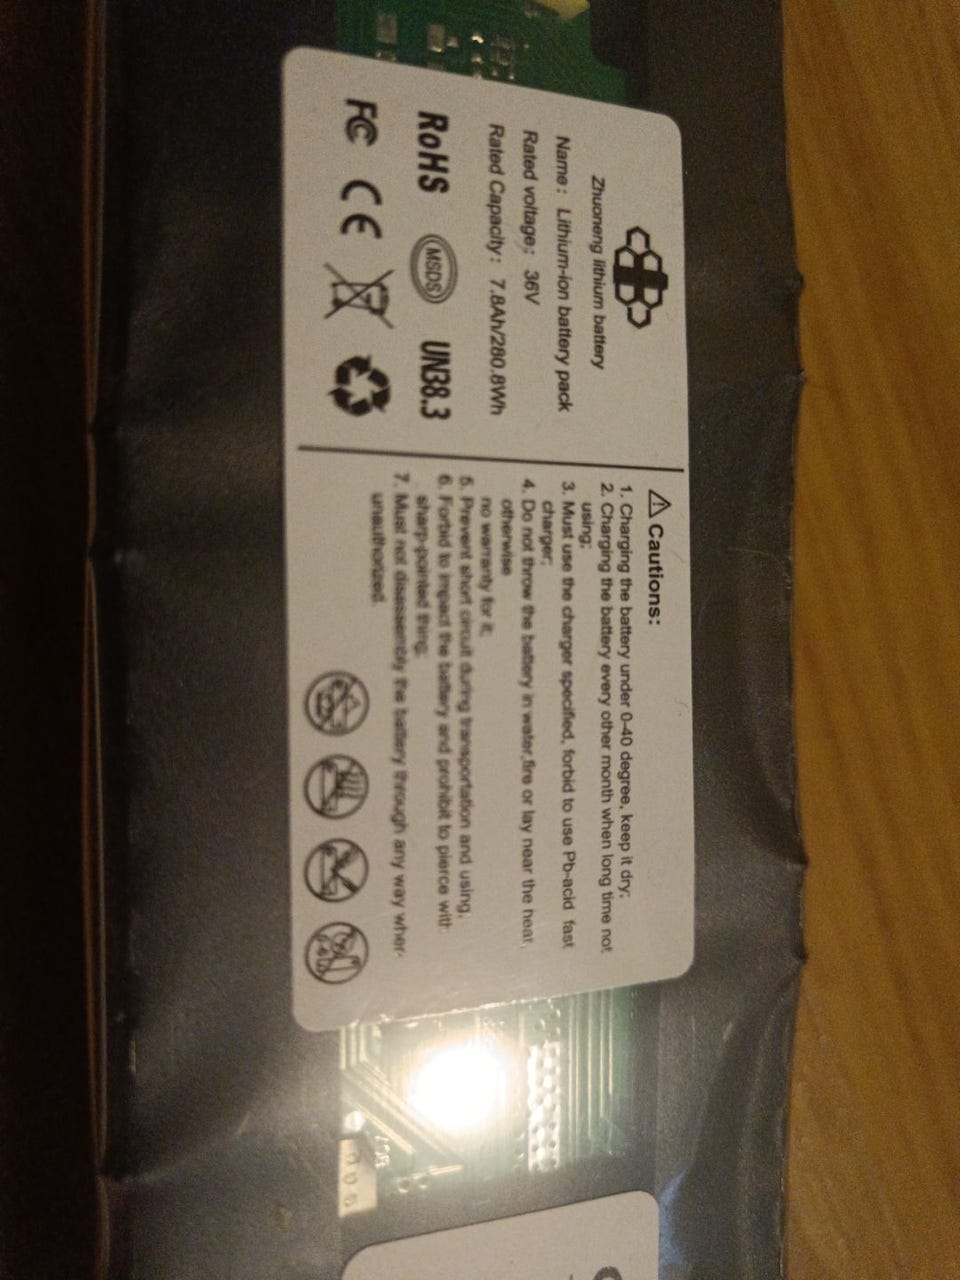 Zhuoneng lithium battery
Name: Lithium-ion battery pack
Rated voltage: 36V
Rated Capacity: 7.8Ah/280.8Wh
RoHS MSDS UN38.3
FC CE
Cautions:
1. Charging the battery under 0-40 degree, keep it dry;
2. Charging the battery every other month when long time not
using;
3. Must use the charger specified, forbid to use Pb-acid fast
charger;
4. Do not throw the battery in water,fire or lay near the heat,
otherwise
no warranty for it;
5. Prevent short circuit during transportation and using;
6. Forbid to impact the battery and prohibit to pierce with
sharp-pointed thing;
7. Must not disassembly the battery through any way when
unauthorized.